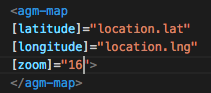 <agm-map
[latitude]="location.lat"
[longitude]="location.lng"
[zoom]="16">
</agm-map>